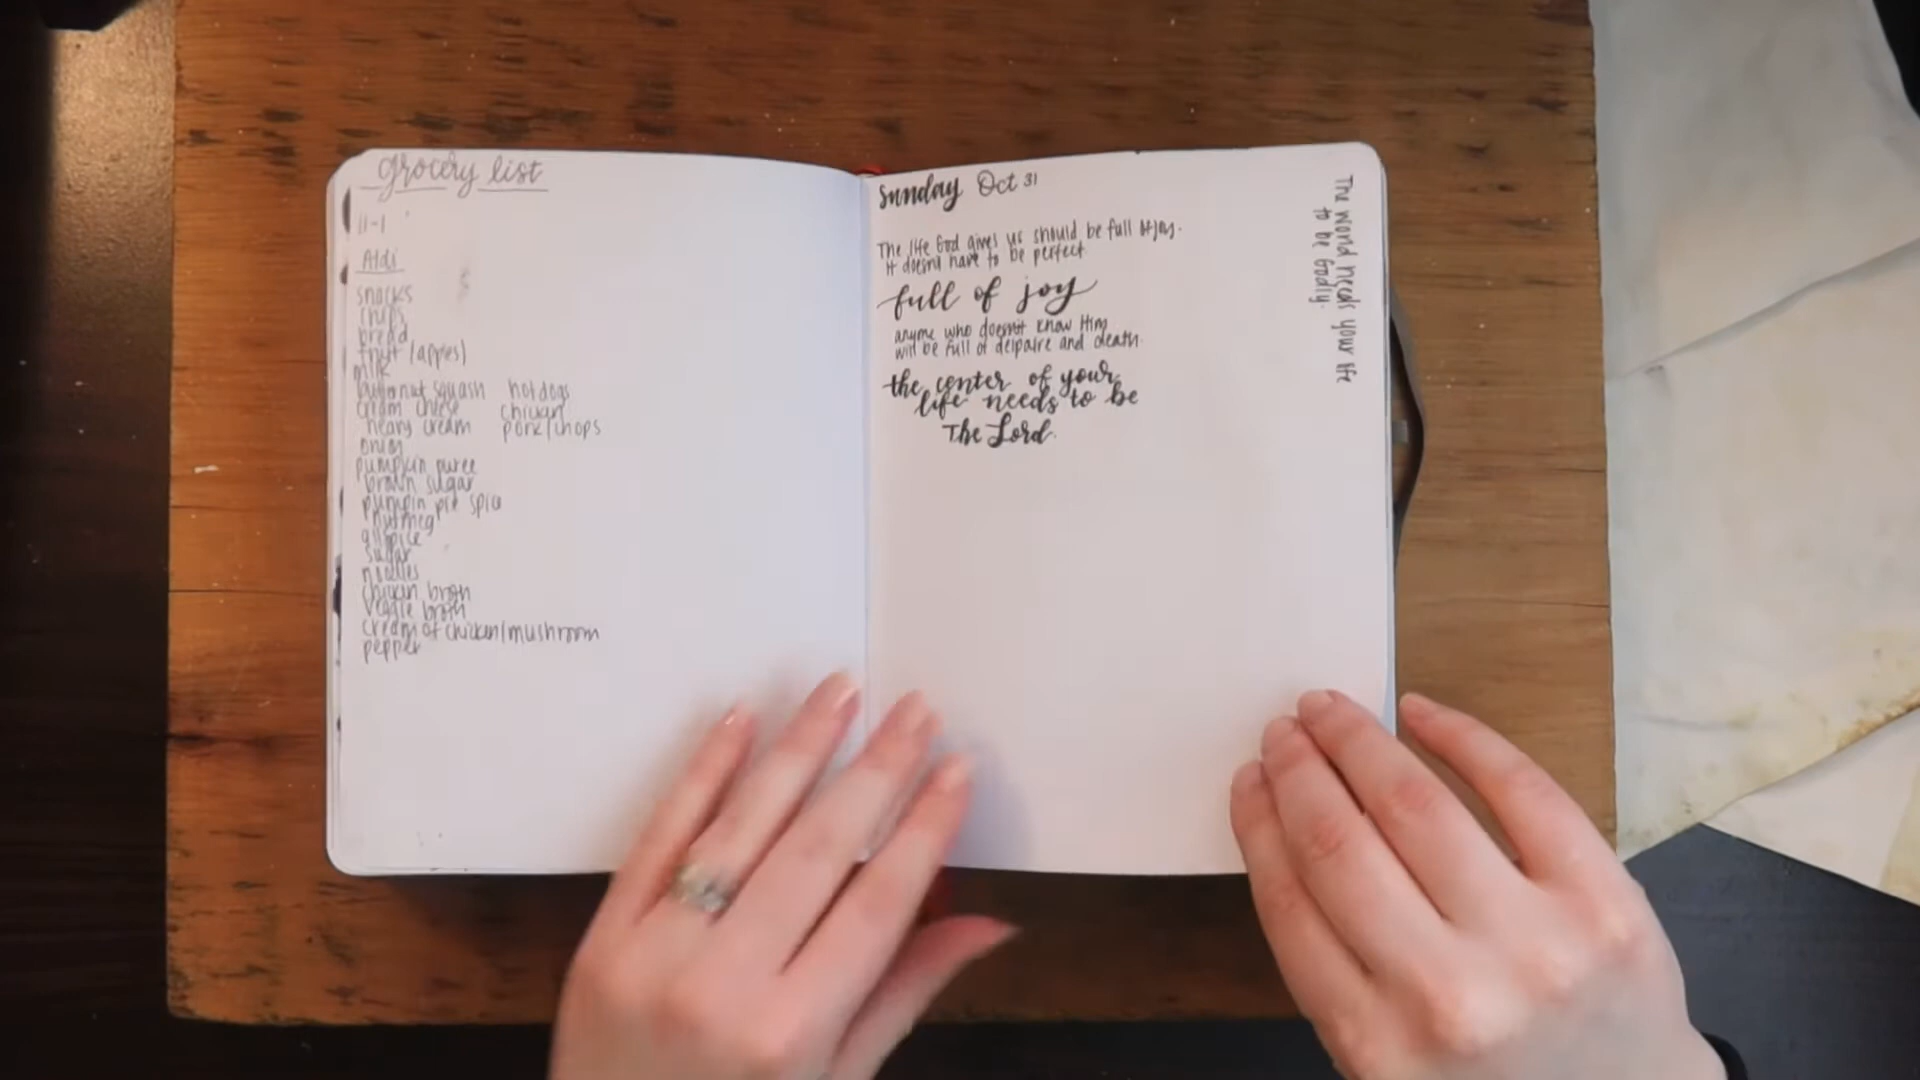 grocery list
11-1
Aldi
snacks
chips
bread
fruit (apples)
milk
butternut squash hotdogs
cream cheese chicken
heavy cream pork/chops
onion
pumpkin puree
brown sugar
pumpin pie spice
nutmeg
allspice
sugar
noodles
chicken broth
veggie broth
cream of chicken/mushroom
pepper
Sunday Oct 31
The life God gives us should be full of joy.
it doesnt have to be perfect
full of joy
anyone who doesn't know Him
will be full of despaire and death.
the center of your
life needs to be
The Lord.
The world needs your life
to be Godly.